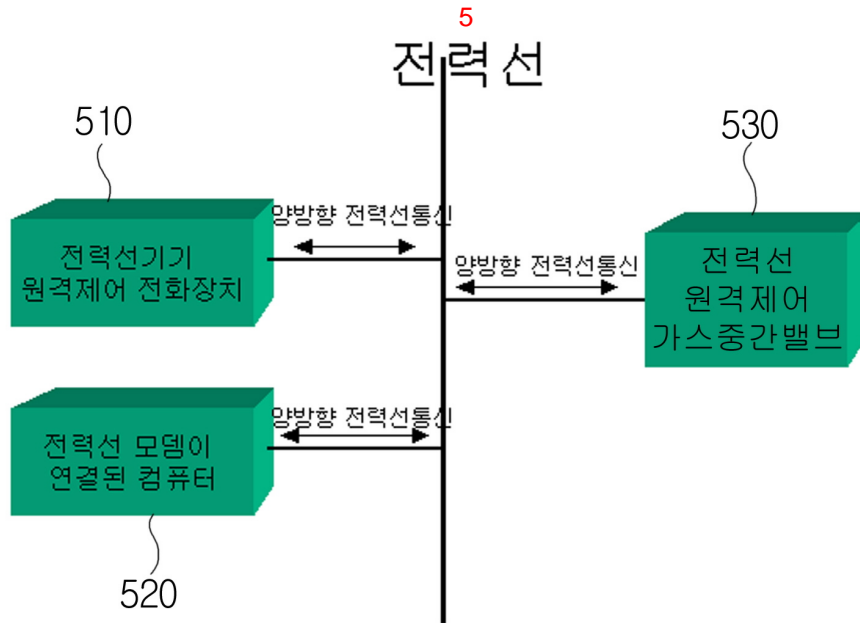 5
전력선
510
530
양방향 전력선통신
전력선기기
원격제어 전화장치
양방향 전력선통신
전력선
원격제어
가스중간밸브
양방향 전력선통신
전력선 모뎀이
연결된 컴퓨터
520